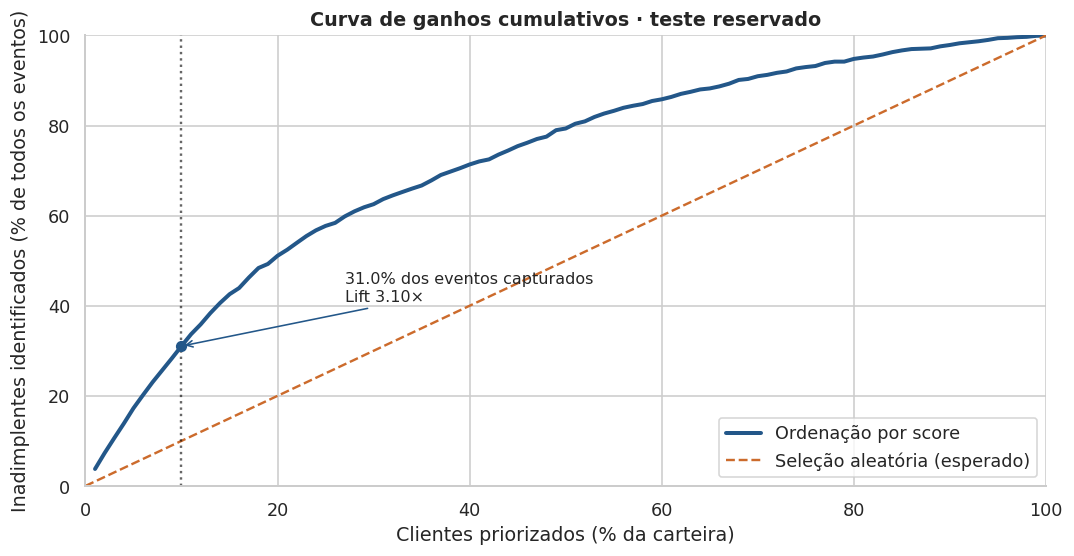 Curva de ganhos cumulativos · teste reservado
Inadimplentes identificados (% de todos os eventos)
100
80
60
40
20
0
31.0% dos eventos capturados
Lift 3.10×
Ordenação por score
Seleção aleatória (esperado)
0
20
40
60
80
100
Clientes priorizados (% da carteira)